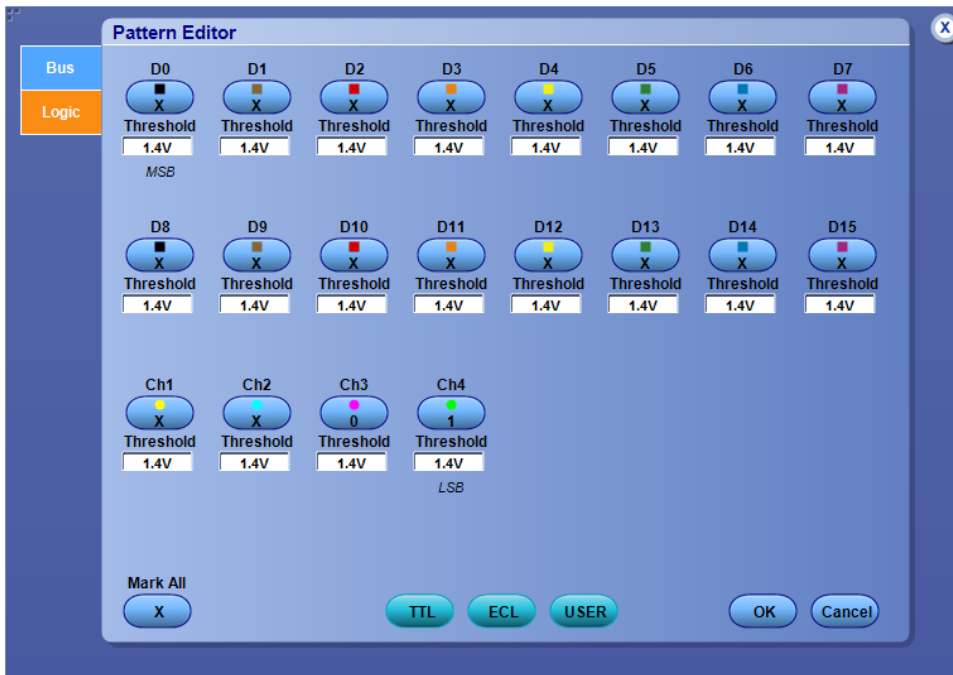 Pattern Editor
X
Bus
Logic
D0 D1 D2 D3 D4 D5 D6 D7
X X X X X X X X
Threshold Threshold Threshold Threshold Threshold Threshold Threshold Threshold
1.4V 1.4V 1.4V 1.4V 1.4V 1.4V 1.4V 1.4V
MSB
D8 D9 D10 D11 D12 D13 D14 D15
X X X X X X X X
Threshold Threshold Threshold Threshold Threshold Threshold Threshold Threshold
1.4V 1.4V 1.4V 1.4V 1.4V 1.4V 1.4V 1.4V
Ch1 Ch2 Ch3 Ch4
X X 0 1
Threshold Threshold Threshold Threshold
1.4V 1.4V 1.4V 1.4V
LSB
Mark All
X TTL ECL USER OK Cancel